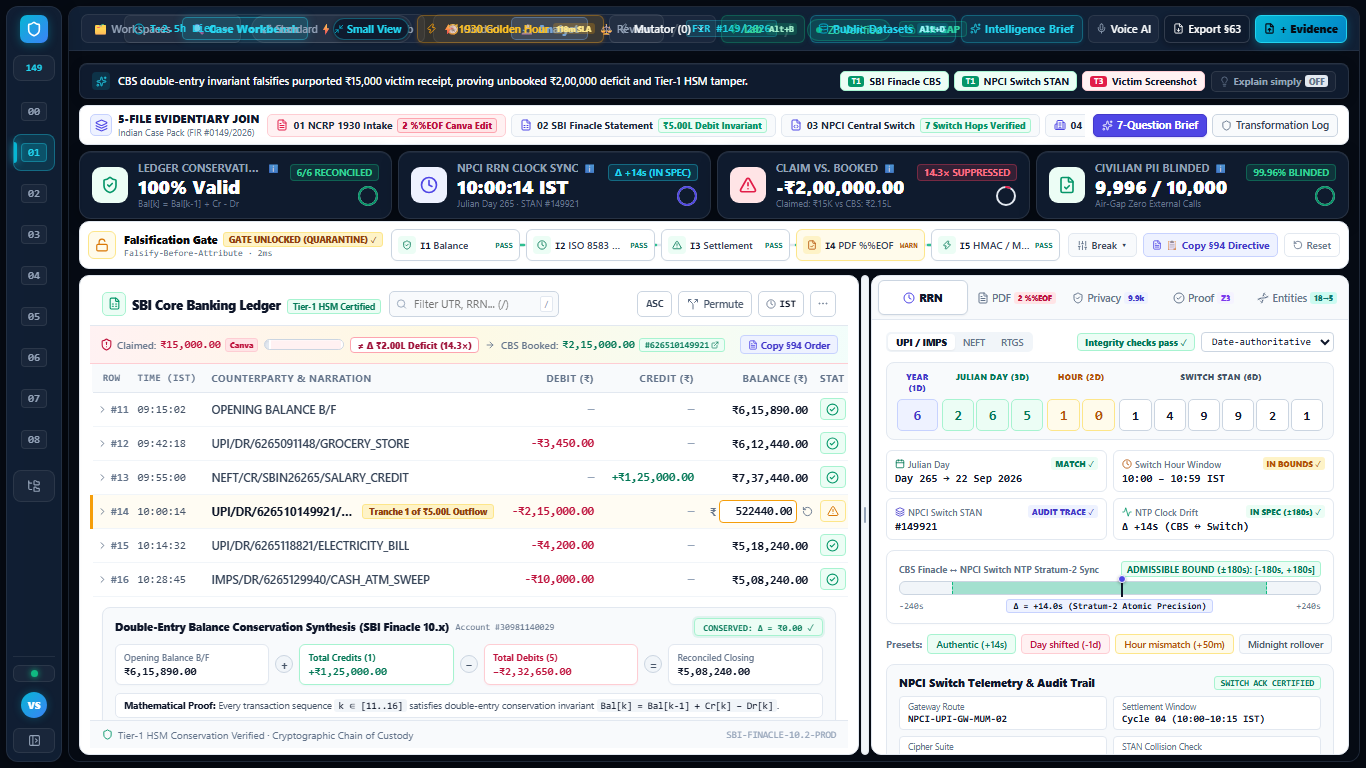 Workspace
Case Workbench
Small View
1930 Golden Hour
Mutator (0)
FIR #149/2026
Public Datasets
Intelligence Brief
Voice AI
Export §63
+ Evidence
149
00
01
02
03
04
05
06
07
08
VS
CBS double-entry invariant falsifies purported ₹15,000 victim receipt, proving unbooked ₹2,00,000 deficit and Tier-1 HSM tamper.
T1 SBI Finacle CBS
T1 NPCI Switch STAN
T3 Victim Screenshot
Explain simply OFF
5-FILE EVIDENTIARY JOIN
Indian Case Pack (FIR #0149/2026)
01 NCRP 1930 Intake 2 %%EOF Canva Edit
02 SBI Finacle Statement ₹5.00L Debit Invariant
03 NPCI Central Switch 7 Switch Hops Verified
04
7-Question Brief
Transformation Log
LEDGER CONSERVATI...
6/6 RECONCILED
100% Valid
Bal[k] = Bal[k-1] + Cr - Dr
NPCI RRN CLOCK SYNC
Δ +14s (IN SPEC)
10:00:14 IST
Julian Day 265 · STAN #149921
CLAIM VS. BOOKED
14.3× SUPPRESSED
-₹2,00,000.00
Claimed: ₹15K vs CBS: ₹2.15L
CIVILIAN PII BLINDED
99.96% BLINDED
9,996 / 10,000
Air-Gap Zero External Calls
Falsification Gate GATE UNLOCKED (QUARANTINE) ✓
Falsify-Before-Attribute · 2ms
I1 Balance PASS
I2 ISO 8583 ... PASS
I3 Settlement PASS
I4 PDF %%EOF WARN
I5 HMAC / M... PASS
Break
Copy §94 Directive
Reset
SBI Core Banking Ledger Tier-1 HSM Certified
Filter UTR, RRN... (/) /
ASC
Permute
IST
...
Claimed: ₹15,000.00 Canva
≠ Δ ₹2.00L Deficit (14.3×)
→ CBS Booked: ₹2,15,000.00 #626510149921
Copy §94 Order
ROW TIME (IST) COUNTERPARTY & NARRATION DEBIT (₹) CREDIT (₹) BALANCE (₹) STAT
#11 09:15:02 OPENING BALANCE B/F — — ₹6,15,890.00
#12 09:42:18 UPI/DR/6265091148/GROCERY_STORE -₹3,450.00 — ₹6,12,440.00
#13 09:55:00 NEFT/CR/SBIN26265/SALARY_CREDIT — +₹1,25,000.00 ₹7,37,440.00
#14 10:00:14 UPI/DR/626510149921/... Tranche 1 of ₹5.00L Outflow -₹2,15,000.00 — ₹ 522440.00
#15 10:14:32 UPI/DR/6265118821/ELECTRICITY_BILL -₹4,200.00 — ₹5,18,240.00
#16 10:28:45 IMPS/DR/6265129940/CASH_ATM_SWEEP -₹10,000.00 — ₹5,08,240.00
Double-Entry Balance Conservation Synthesis (SBI Finacle 10.x) Account #30981140029
CONSERVED: Δ = ₹0.00 ✓
Opening Balance B/F
₹6,15,890.00
+
Total Credits (1)
+₹1,25,000.00
−
Total Debits (5)
-₹2,32,650.00
=
Reconciled Closing
₹5,08,240.00
Mathematical Proof: Every transaction sequence k ∈ [11..16] satisfies double-entry conservation invariant Bal[k] = Bal[k-1] + Cr[k] − Dr[k].
Tier-1 HSM Conservation Verified · Cryptographic Chain of Custody
SBI-FINACLE-10.2-PROD
RRN
PDF 2 %%EOF
Privacy 9.9k
Proof Z3
Entities 18→5
UPI / IMPS NEFT RTGS
Integrity checks pass ✓
Date-authoritative
YEAR (1D) JULIAN DAY (3D) HOUR (2D) SWITCH STAN (6D)
6 2 6 5 1 0 1 4 9 9 2 1
Julian Day MATCH ✓
Day 265 → 22 Sep 2026
Switch Hour Window IN BOUNDS ✓
10:00 – 10:59 IST
NPCI Switch STAN AUDIT TRACE ✓
#149921
NTP Clock Drift IN SPEC (±180s) ✓
Δ +14s (CBS ↔ Switch)
CBS Finacle ↔ NPCI Switch NTP Stratum-2 Sync
ADMISSIBLE BOUND (±180s): [-180s, +180s]
-240s
Δ = +14.0s (Stratum-2 Atomic Precision)
+240s
Presets: Authentic (+14s) Day shifted (-1d) Hour mismatch (+50m) Midnight rollover
NPCI Switch Telemetry & Audit Trail SWITCH ACK CERTIFIED
Gateway Route
NPCI-UPI-GW-MUM-02
Settlement Window
Cycle 04 (10:00–10:15 IST)
Cipher Suite
STAN Collision Check